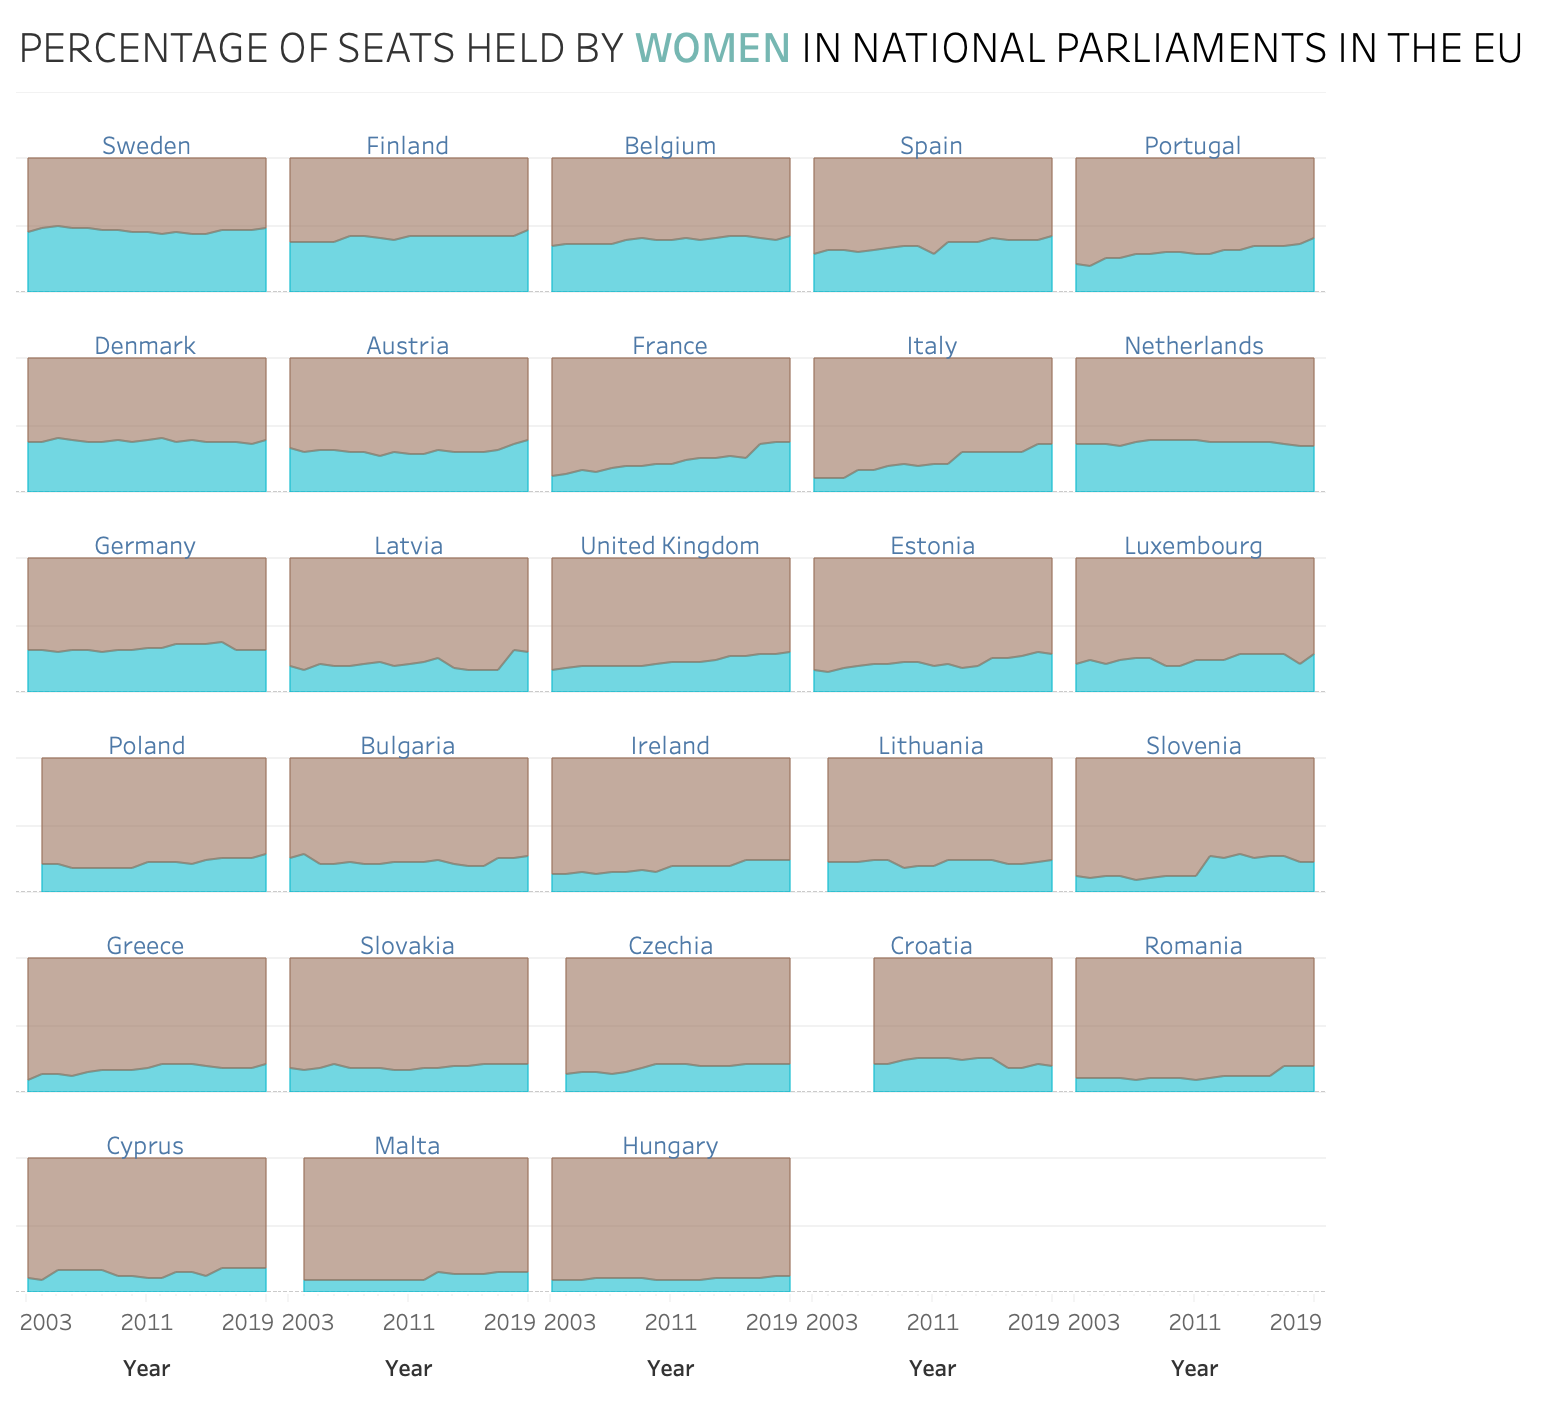 PERCENTAGE OF SEATS HELD BY WOMEN IN NATIONAL PARLIAMENTS IN THE EU
Sweden Finland Belgium Spain Portugal
Denmark Austria France Italy Netherlands
Germany Latvia United Kingdom Estonia Luxembourg
Poland Bulgaria Ireland Lithuania Slovenia
Greece Slovakia Czechia Croatia Romania
Cyprus Malta Hungary
2003 2011 2019 2003 2011 2019 2003 2011 2019 2003 2011 2019 2003 2011 2019
Year Year Year Year Year